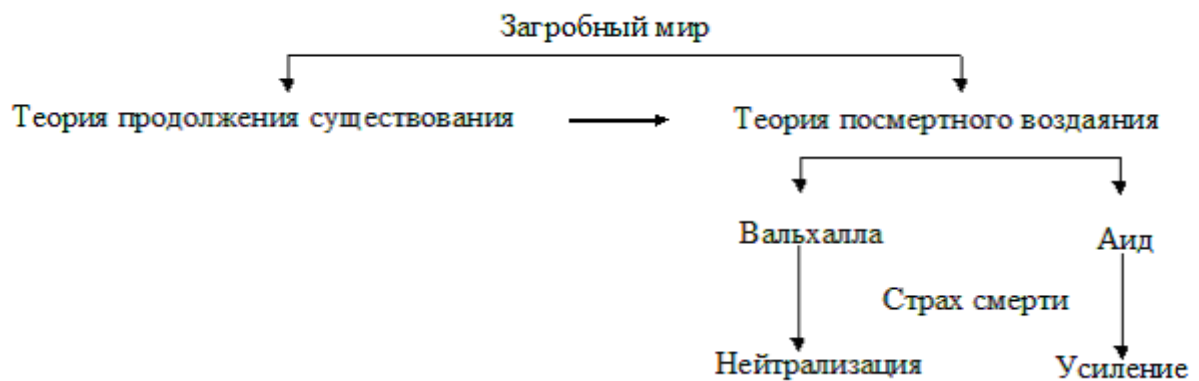 Загробный мир
Теория продолжения существования
Теория посмертного воздаяния
Вальхалла
Аид
Страх смерти
Нейтрализация
Усиление